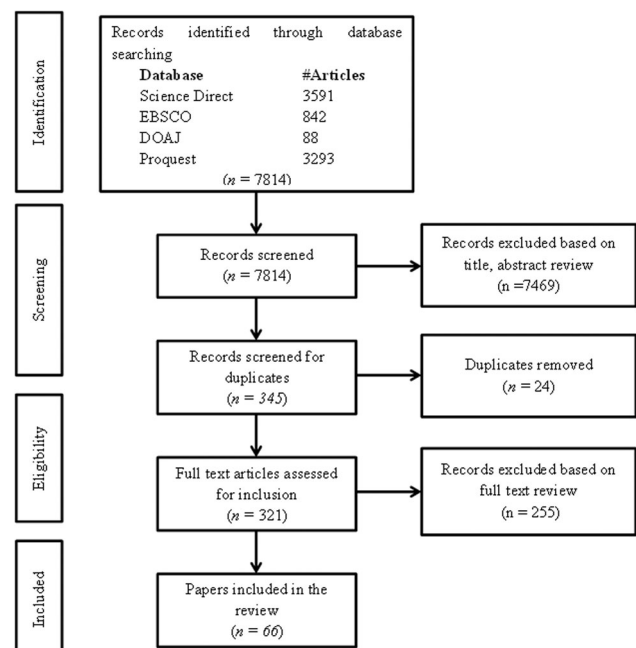 Identification
Records identified through database
searching
Database #Articles
Science Direct 3591
EBSCO 842
DOAJ 88
Proquest 3293
(n = 7814)
Screening
Records screened
(n = 7814)
Records excluded based on
title, abstract review
(n =7469)
Records screened for
duplicates
(n = 345)
Duplicates removed
(n = 24)
Eligibility
Full text articles assessed
for inclusion
(n = 321)
Records excluded based on
full text review
(n = 255)
Included
Papers included in the
review
(n = 66)